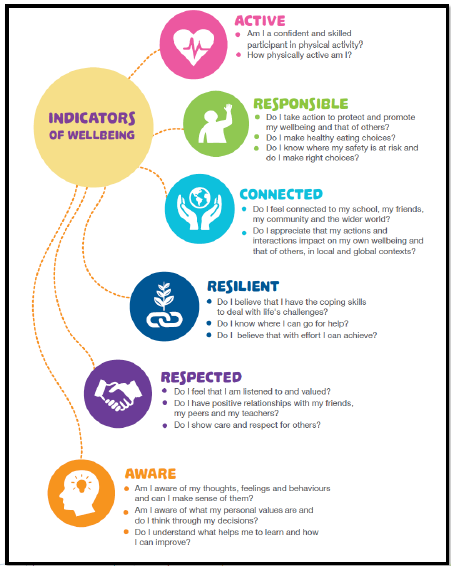 INDICATORS
OF WELLBEING
ACTIVE
• Am I a confident and skilled
participant in physical activity?
• How physically active am I?
RESPONSIBLE
• Do I take action to protect and promote
my wellbeing and that of others?
• Do I make healthy eating choices?
• Do I know where my safety is at risk and
do I make right choices?
CONNECTED
• Do I feel connected to my school, my friends,
my community and the wider world?
• Do I appreciate that my actions and
interactions impact on my own wellbeing and
that of others, in local and global contexts?
RESILIENT
• Do I believe that I have the coping skills
to deal with life's challenges?
• Do I know where I can go for help?
• Do I believe that with effort I can achieve?
RESPECTED
• Do I feel that I am listened to and valued?
• Do I have positive relationships with my friends,
my peers and my teachers?
• Do I show care and respect for others?
AWARE
• Am I aware of my thoughts, feelings and behaviours
and can I make sense of them?
• Am I aware of what my personal values are and
do I think through my decisions?
• Do I understand what helps me to learn and how
I can improve?